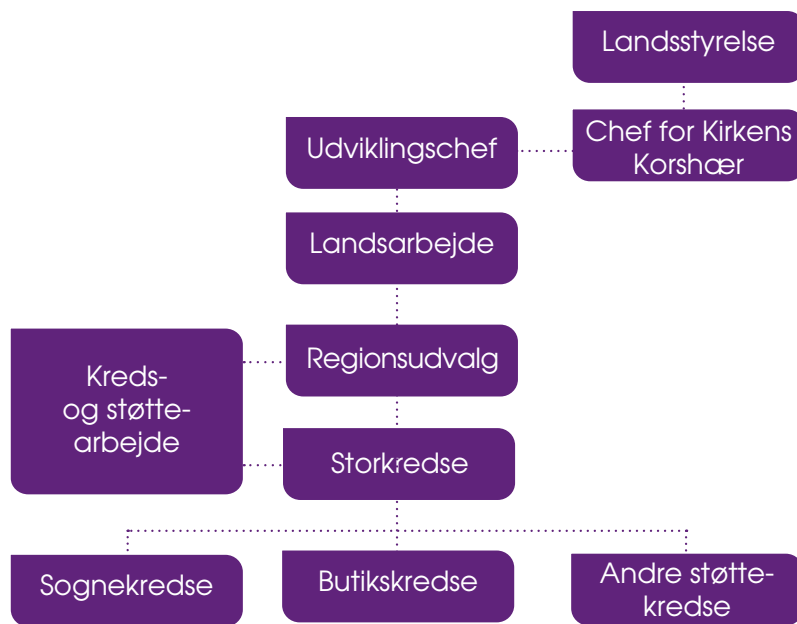 Landsstyrelse
Udviklingschef
Chef for Kirkens
Korshær
Landsarbejde
Regionsudvalg
Kreds-
og støtte-
arbejde
Storkredse
Sognekredse
Butikskredse
Andre støtte-
kredse